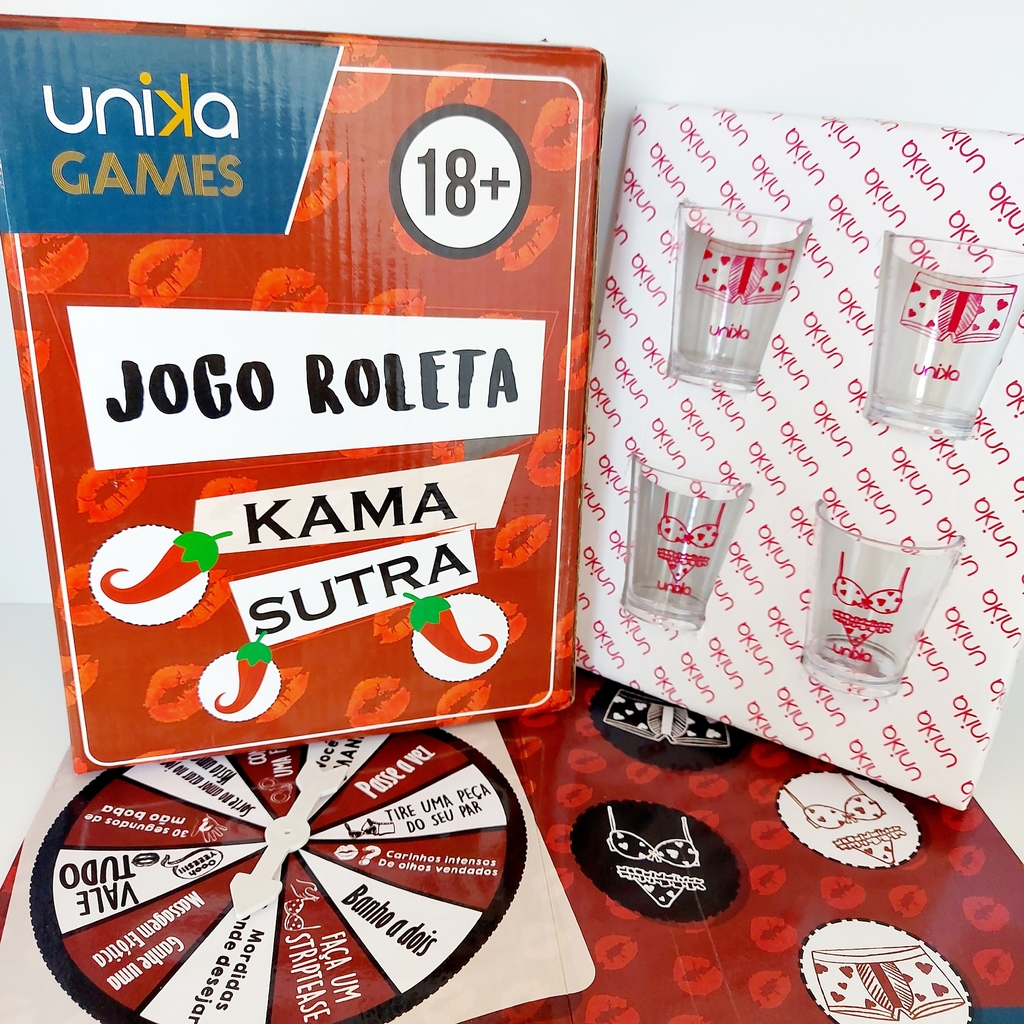 unika
GAMES
18+
JOGO ROLETA
KAMA
SUTRA
unika
unika
unika
unika
Passe a vez
TIRE UMA PEÇA
DO SEU PAR
Carinhos intensos
De olhos vendados
Banho a dois
FAÇA UM
STRIPTEASE
Mordidas
onde desejar
Ganhe uma
Massagem Erótica
VALE
TUDO
30 segundos de
mão boba